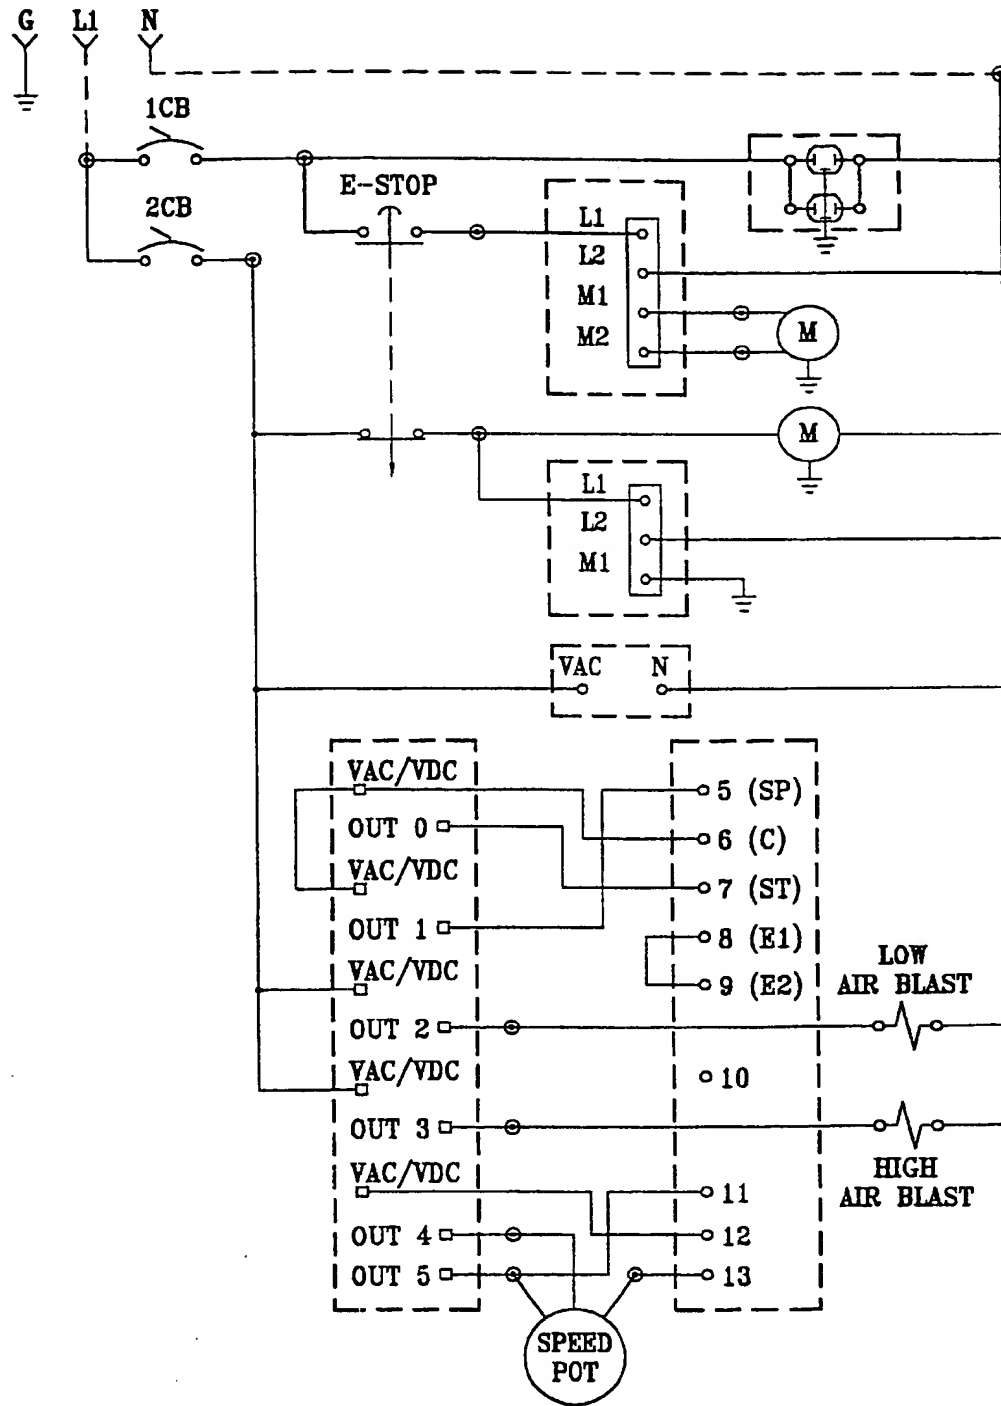 G L1 N
1CB
E-STOP
2CB
L1
L2
M1
M2
M
M
L1
L2
M1
VAC N
VAC/VDC
OUT 0
VAC/VDC
OUT 1
VAC/VDC
OUT 2
VAC/VDC
OUT 3
VAC/VDC
OUT 4
OUT 5
5 (SP)
6 (C)
7 (ST)
8 (E1)
9 (E2)
10
11
12
13
LOW
AIR BLAST
HIGH
AIR BLAST
SPEED
POT